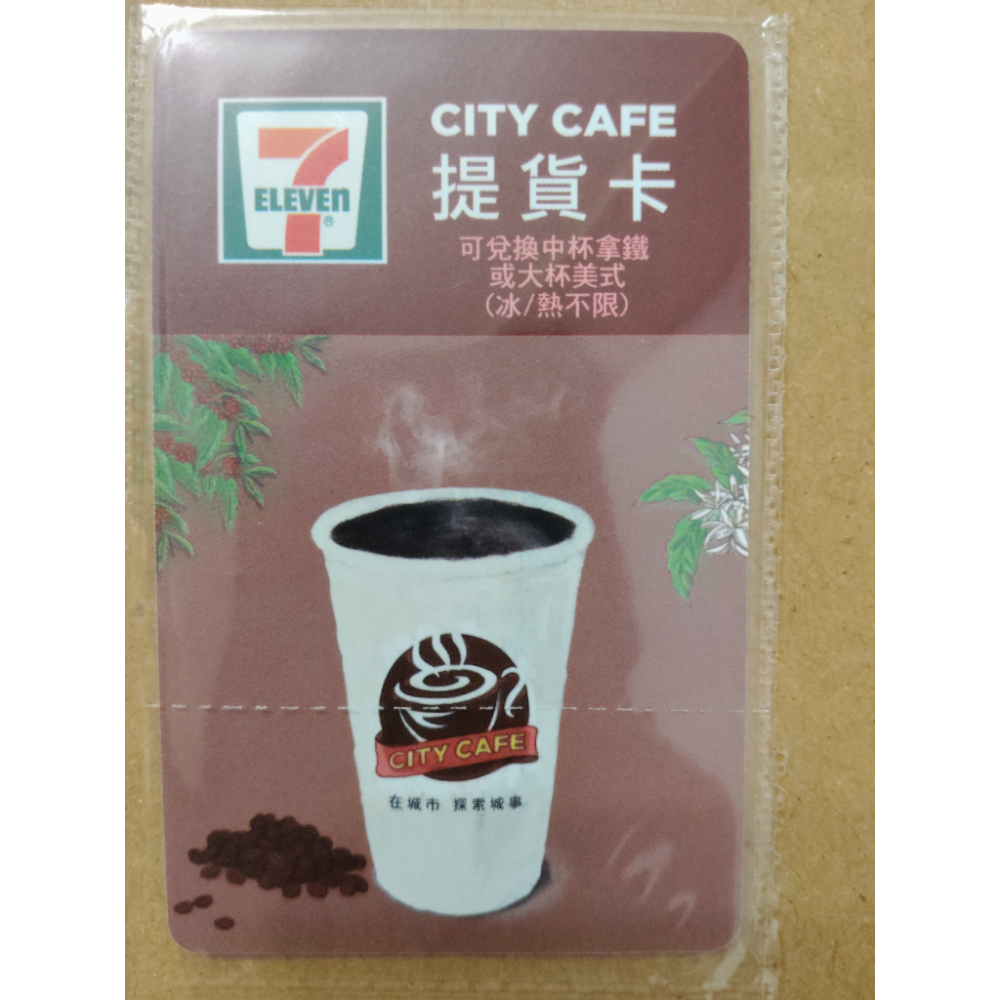 7
ELEVEn
®
CITY CAFE
提貨卡
可兌換中杯拿鐵
或大杯美式
(冰/熱不限)
CITY CAFE
在城市 探索城事